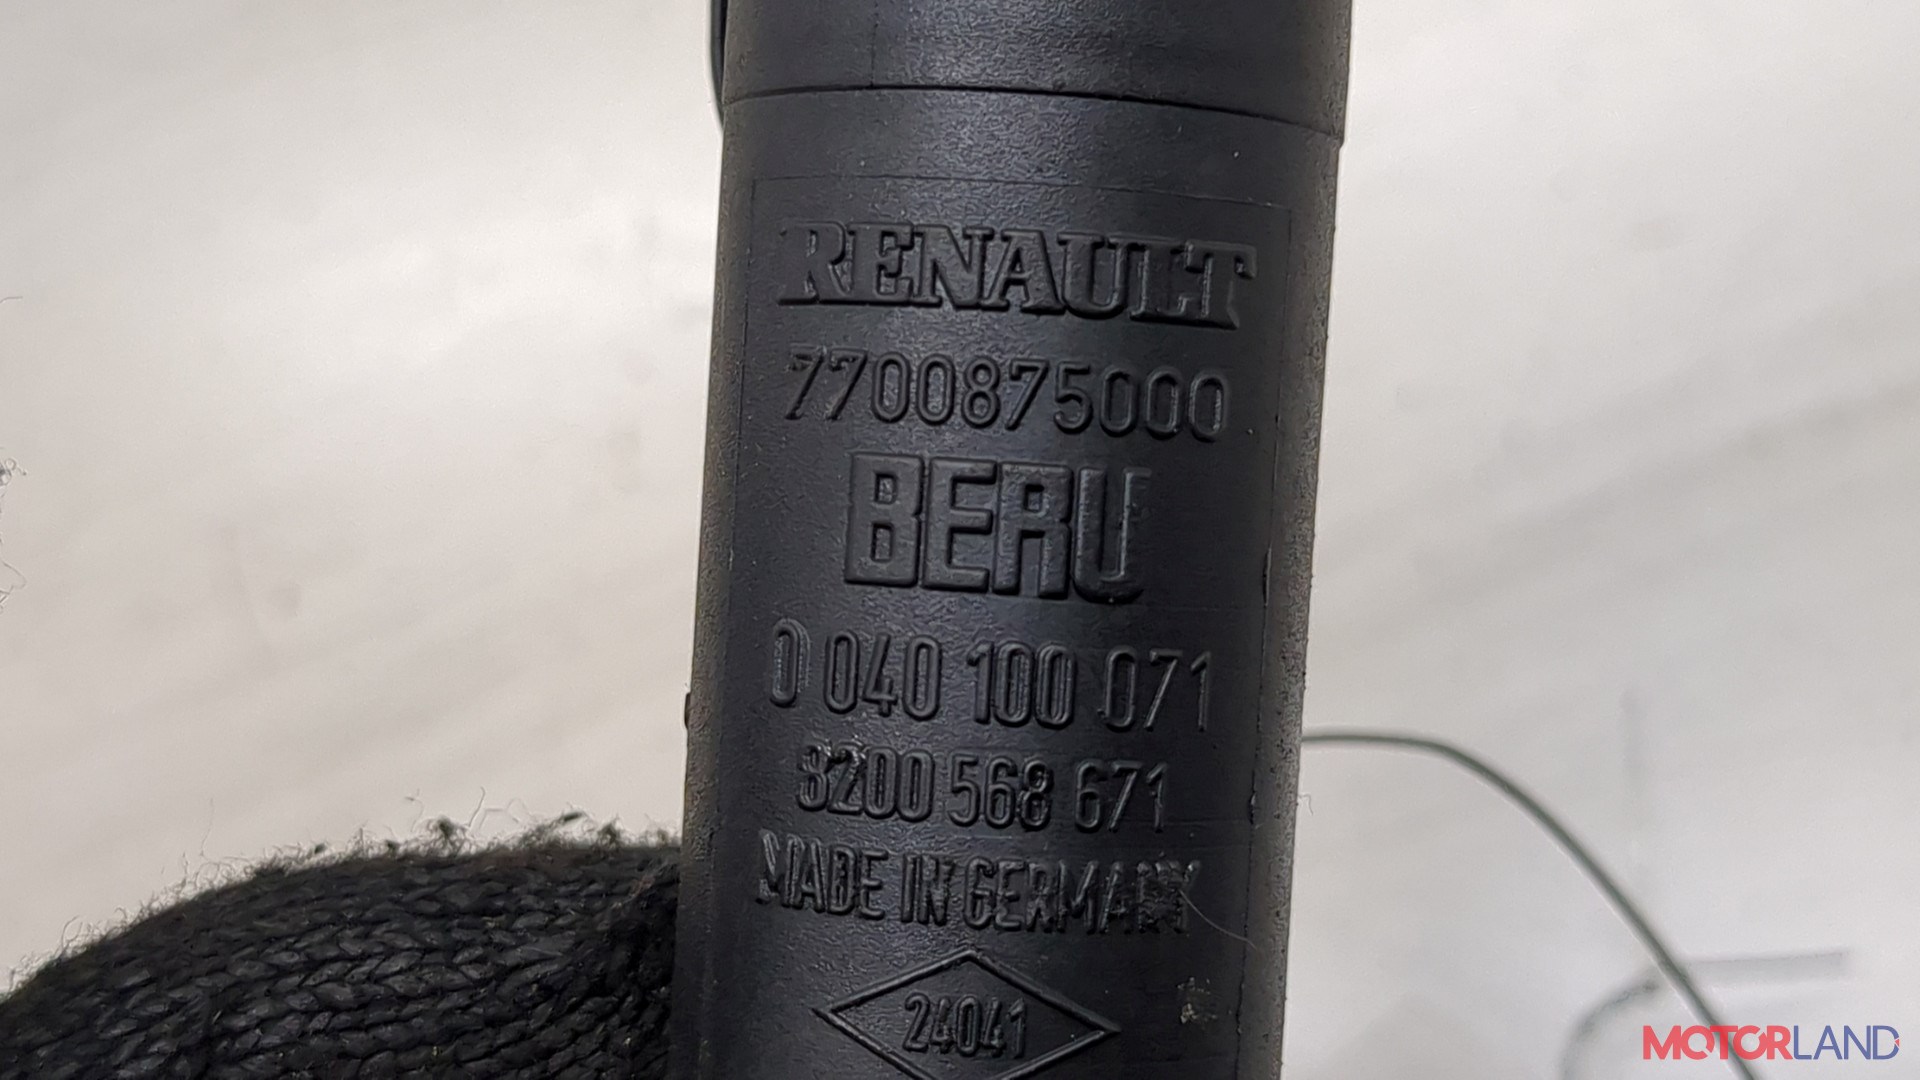 RENAULT
7700875000
BERU
0 040 100 071
8200 568 671
MADE IN GERMANY
24041
MOTORLAND